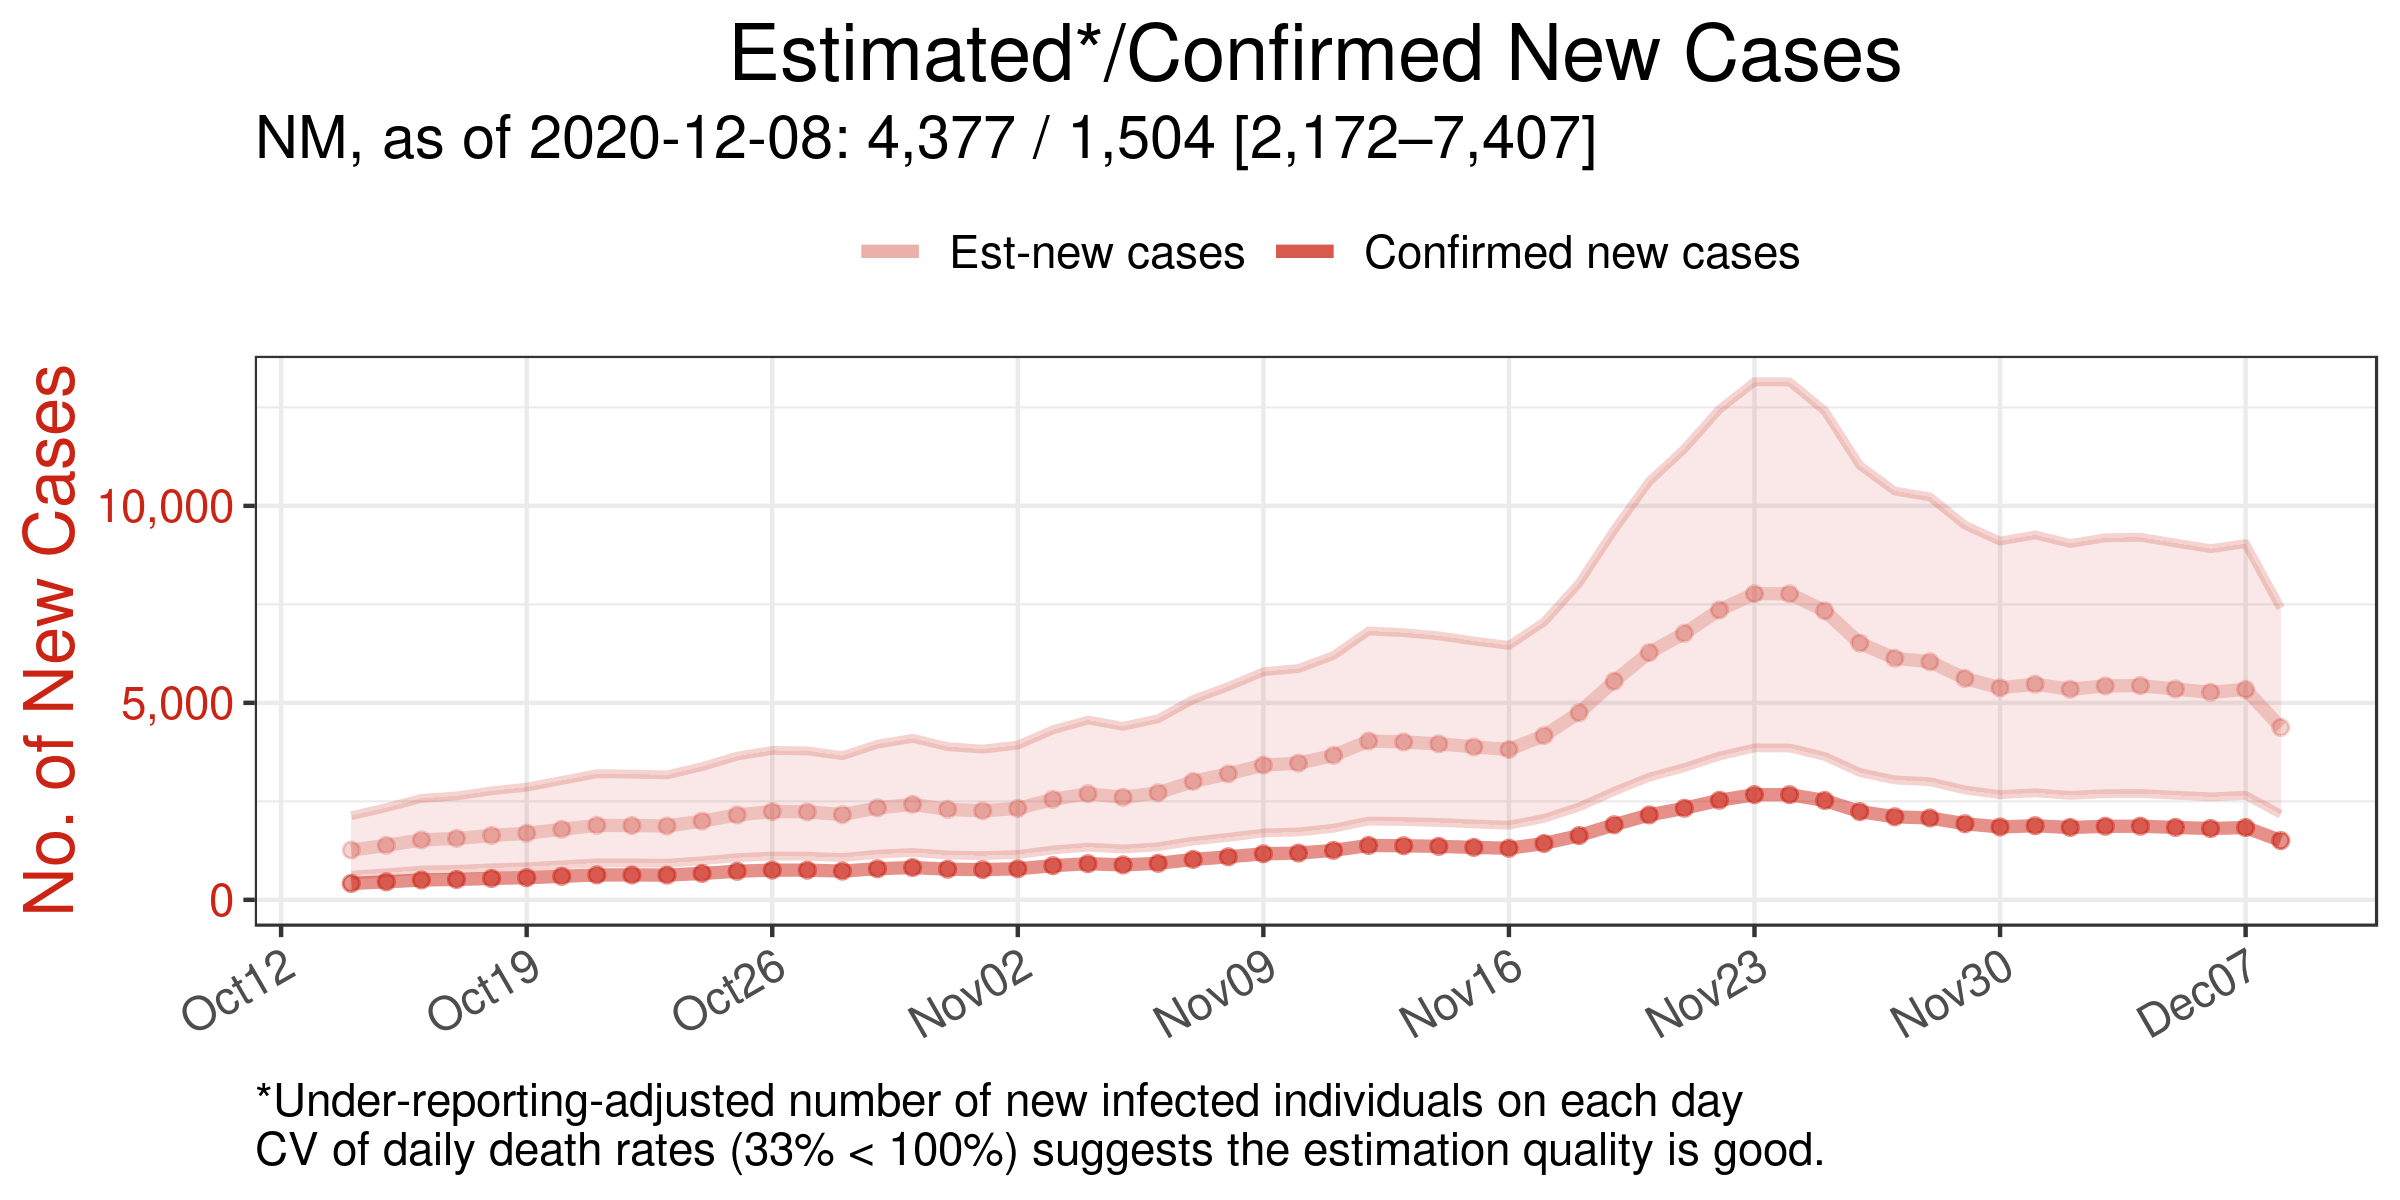 Estimated*/Confirmed New Cases
NM, as of 2020-12-08: 4,377 / 1,504 [2,172–7,407]
Est-new cases Confirmed new cases
No. of New Cases
10,000
5,000
0
Oct12 Oct19 Oct26 Nov02 Nov09 Nov16 Nov23 Nov30 Dec07
*Under-reporting-adjusted number of new infected individuals on each day
CV of daily death rates (33% < 100%) suggests the estimation quality is good.